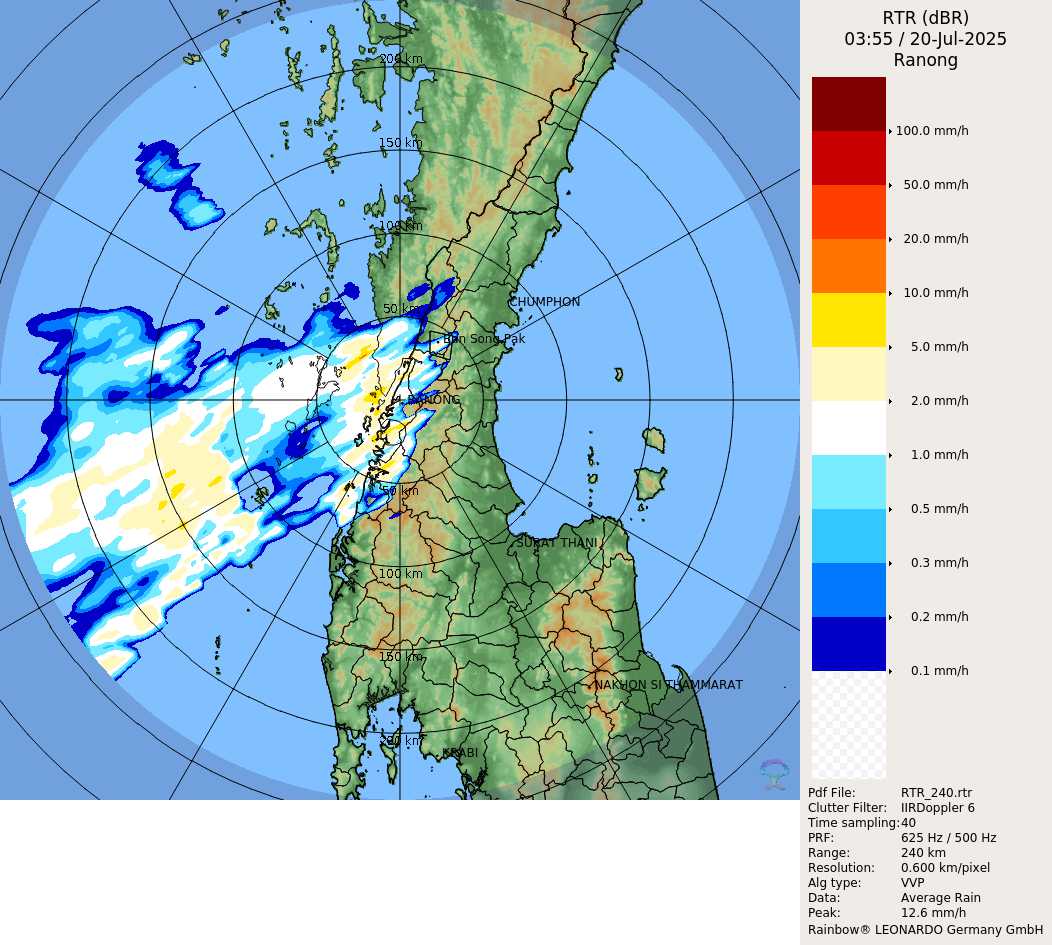 RTR (dBR)
03:55 / 20-Jul-2025
Ranong
200 km
150 km
100 km
50 km
CHUMPHON
Ban Song Pak
RANONG
50 km
SURAT THANI
100 km
150 km
NAKHON SI THAMMARAT
200 km
KRABI
100.0 mm/h
50.0 mm/h
20.0 mm/h
10.0 mm/h
5.0 mm/h
2.0 mm/h
1.0 mm/h
0.5 mm/h
0.3 mm/h
0.2 mm/h
0.1 mm/h
Pdf File: RTR_240.rtr
Clutter Filter: IIRDoppler 6
Time sampling:40
PRF: 625 Hz / 500 Hz
Range: 240 km
Resolution: 0.600 km/pixel
Alg type: VVP
Data: Average Rain
Peak: 12.6 mm/h
Rainbow® LEONARDO Germany GmbH